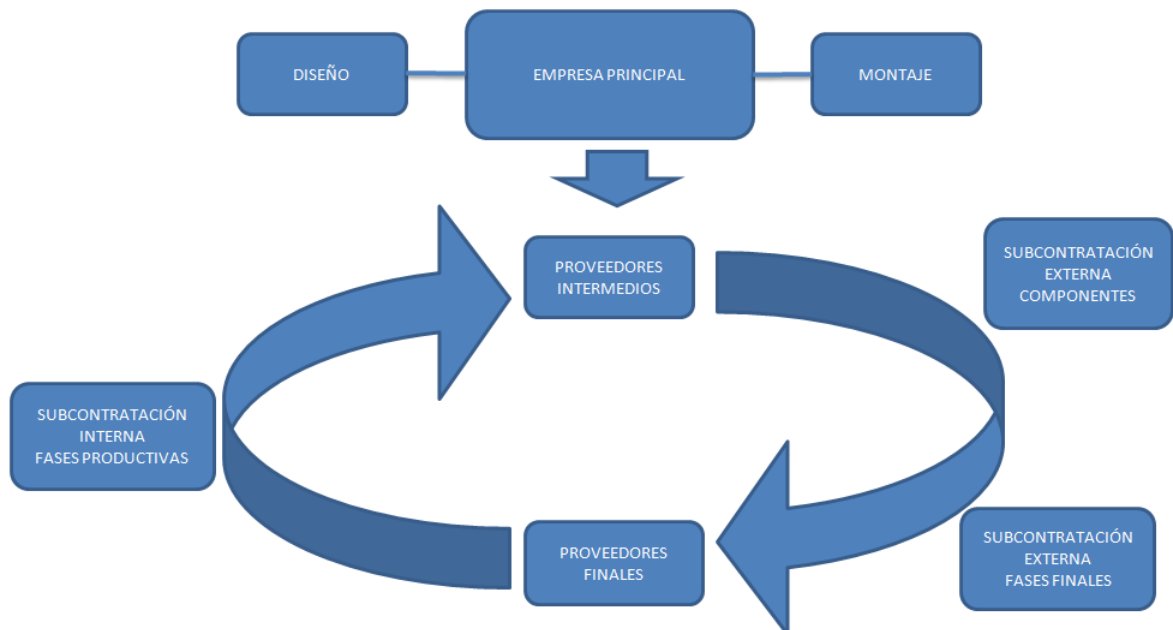 DISEÑO
EMPRESA PRINCIPAL
MONTAJE
PROVEEDORES
INTERMEDIOS
SUBCONTRATACIÓN
EXTERNA
COMPONENTES
SUBCONTRATACIÓN
INTERNA
FASES PRODUCTIVAS
PROVEEDORES
FINALES
SUBCONTRATACIÓN
EXTERNA
FASES FINALES